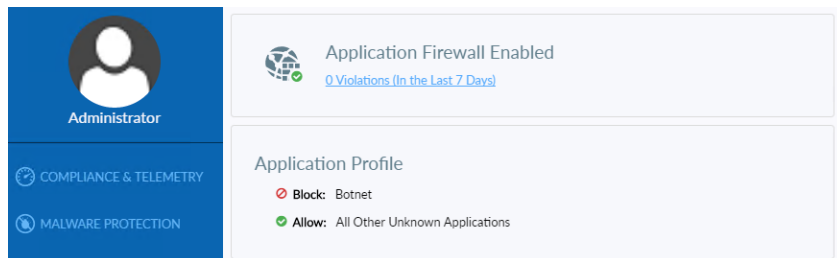 Administrator
COMPLIANCE & TELEMETRY
MALWARE PROTECTION
Application Firewall Enabled
0 Violations (In the Last 7 Days)
Application Profile
Block: Botnet
Allow: All Other Unknown Applications